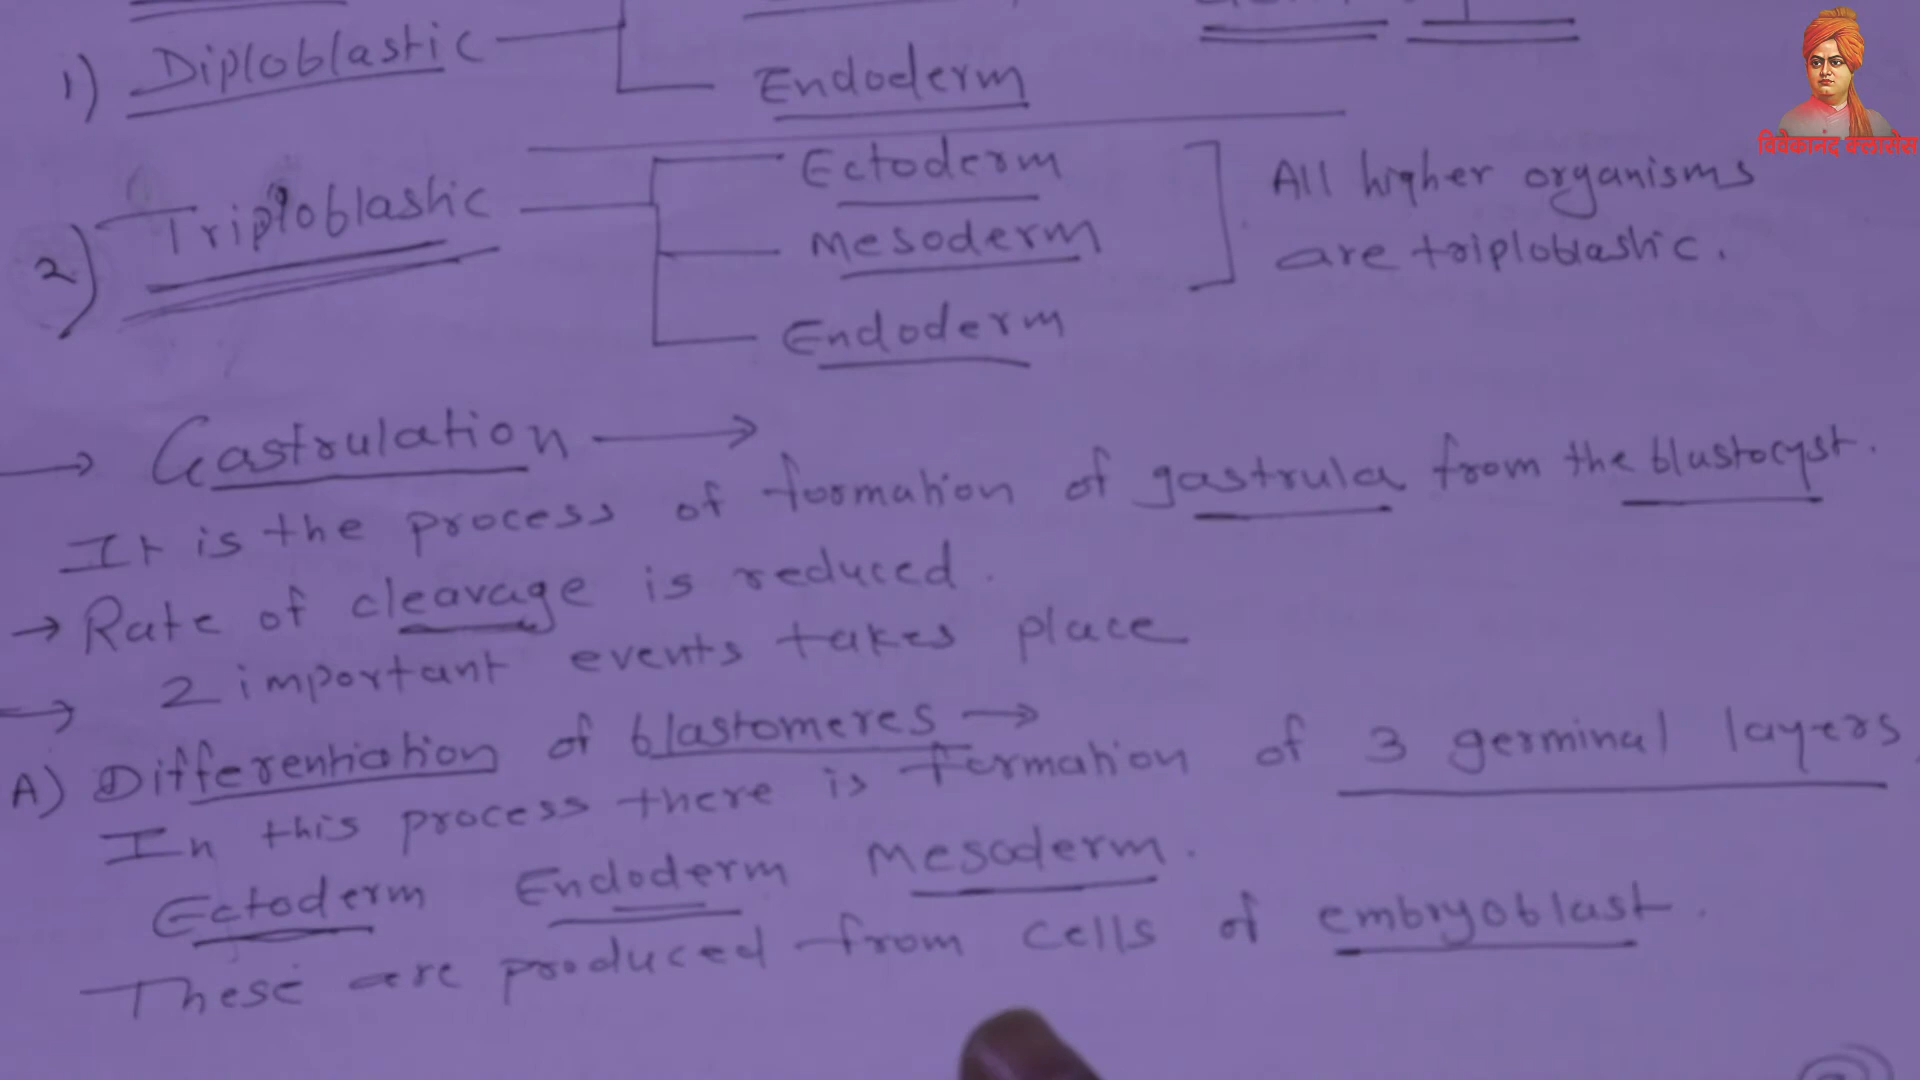 1) Diploblastic
Endoderm
2) Triploblastic
Ectoderm
Mesoderm
Endoderm
All higher organisms
are triploblastic.
→ Gastrulation →
It is the process of formation of gastrula from the blastocyst.
→ Rate of cleavage is reduced.
→ 2 important events takes place
A) Differentiation of blastomeres →
In this process there is formation of 3 germinal layers,
Ectoderm Endoderm Mesoderm.
These are produced from cells of embryoblast.
विवेकानंद क्लासेस